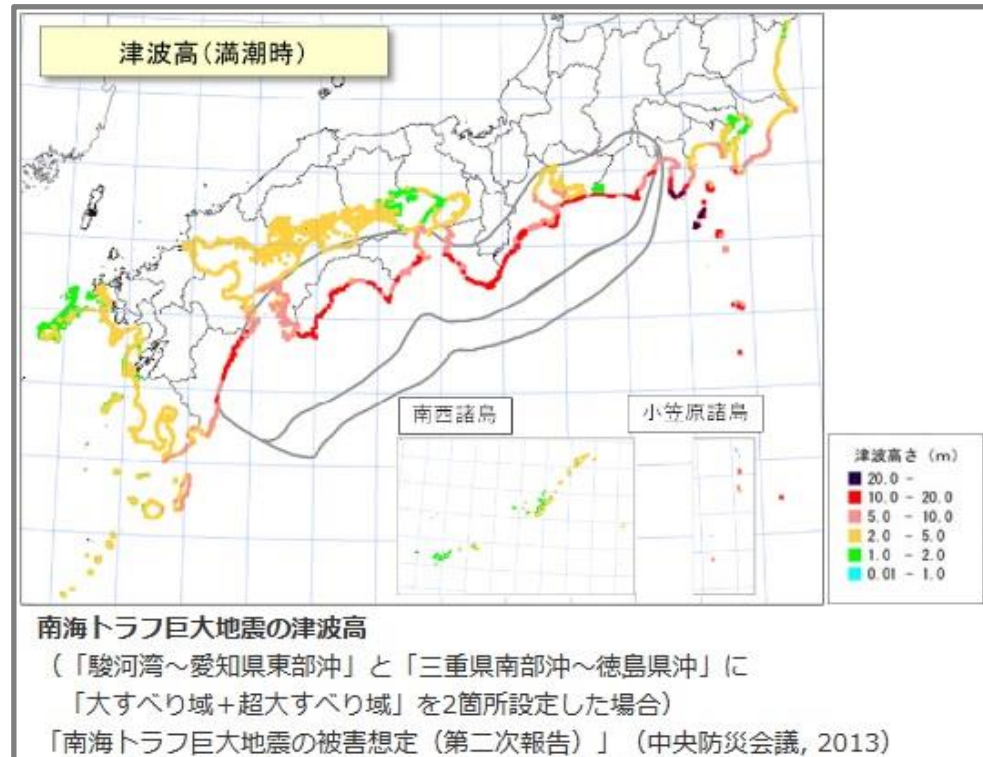 津波高(満潮時)
南西諸島
小笠原諸島
津波高さ (m)
20.0 -
10.0 - 20.0
5.0 - 10.0
2.0 - 5.0
1.0 - 2.0
0.01 - 1.0
南海トラフ巨大地震の津波高
（「駿河湾～愛知県東部沖」と「三重県南部沖～徳島県沖」に
「大すべり域＋超大すべり域」を2箇所設定した場合）
「南海トラフ巨大地震の被害想定（第二次報告）」（中央防災会議, 2013）